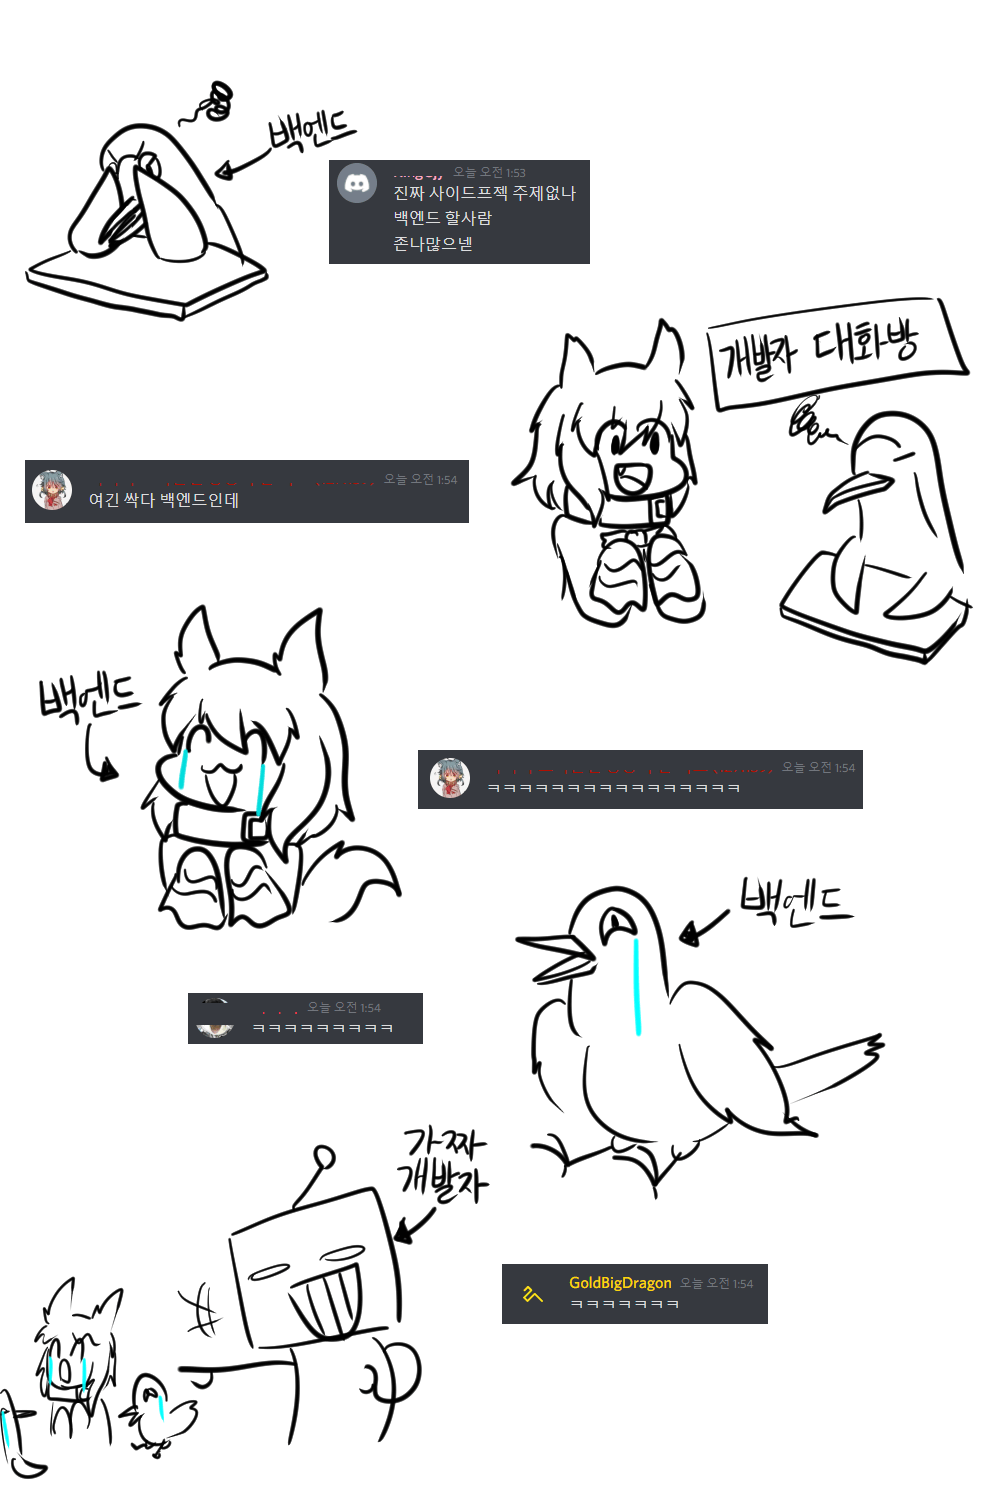 백엔드
오늘 오전 1:53
진짜 사이드프젝 주제없나
백엔드 할사람
존나많으넫
개발자 대화방
오늘 오전 1:54
여긴 싹다 백엔드인데
백엔드
오늘 오전 1:54
ㅋㅋㅋㅋㅋㅋㅋㅋㅋㅋㅋㅋㅋㅋㅋㅋ
백엔드
오늘 오전 1:54
ㅋㅋㅋㅋㅋㅋㅋㅋㅋ
가짜
개발자
GoldBigDragon 오늘 오전 1:54
ㅋㅋㅋㅋㅋㅋㅋ